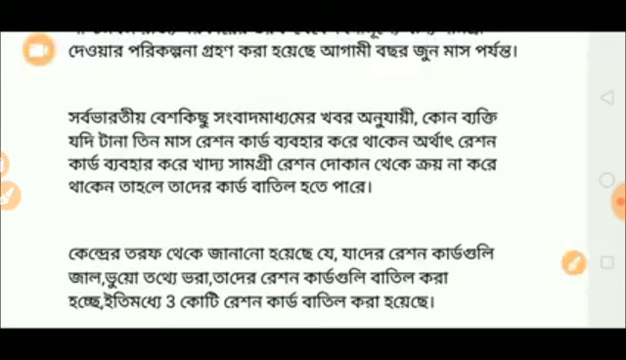 দেওয়ার পরিকল্পনা গ্রহণ করা হয়েছে আগামী বছর জুন মাস পর্যন্ত।
সর্বভারতীয় বেশকিছু সংবাদমাধ্যমের খবর অনুযায়ী, কোন ব্যক্তি
যদি টানা তিন মাস রেশন কার্ড ব্যবহার করে থাকেন অর্থাৎ রেশন
কার্ড ব্যবহার করে খাদ্য সামগ্রী রেশন দোকান থেকে ক্রয় না করে
থাকেন তাহলে তাদের কার্ড বাতিল হতে পারে।
কেন্দ্রের তরফ থেকে জানানো হয়েছে যে, যাদের রেশন কার্ডগুলি
জাল,ভুয়ো তথ্যে ভরা,তাদের রেশন কার্ডগুলি বাতিল করা
হচ্ছে,ইতিমধ্যে 3 কোটি রেশন কার্ড বাতিল করা হয়েছে।